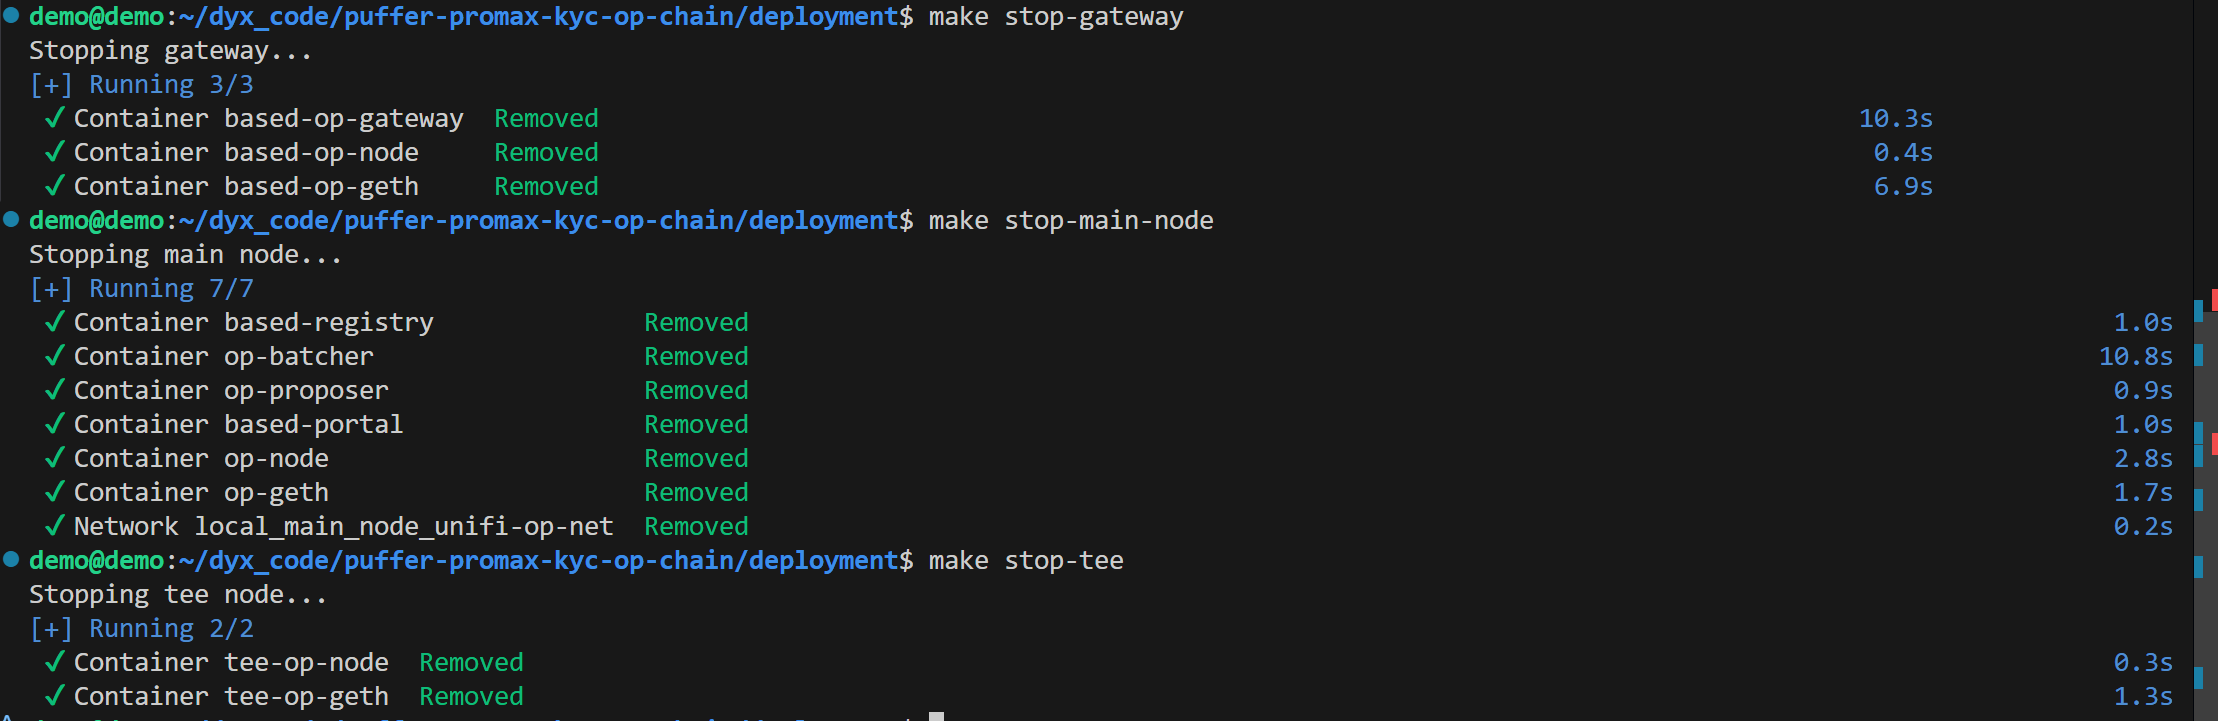 demo@demo:~/dyx_code/puffer-promax-kyc-op-chain/deployment$ make stop-gateway
Stopping gateway...
[+] Running 3/3
✓ Container based-op-gateway Removed 10.3s
✓ Container based-op-node Removed 0.4s
✓ Container based-op-geth Removed 6.9s
demo@demo:~/dyx_code/puffer-promax-kyc-op-chain/deployment$ make stop-main-node
Stopping main node...
[+] Running 7/7
✓ Container based-registry Removed 1.0s
✓ Container op-batcher Removed 10.8s
✓ Container op-proposer Removed 0.9s
✓ Container based-portal Removed 1.0s
✓ Container op-node Removed 2.8s
✓ Container op-geth Removed 1.7s
✓ Network local_main_node_unifi-op-net Removed 0.2s
demo@demo:~/dyx_code/puffer-promax-kyc-op-chain/deployment$ make stop-tee
Stopping tee node...
[+] Running 2/2
✓ Container tee-op-node Removed 0.3s
✓ Container tee-op-geth Removed 1.3s